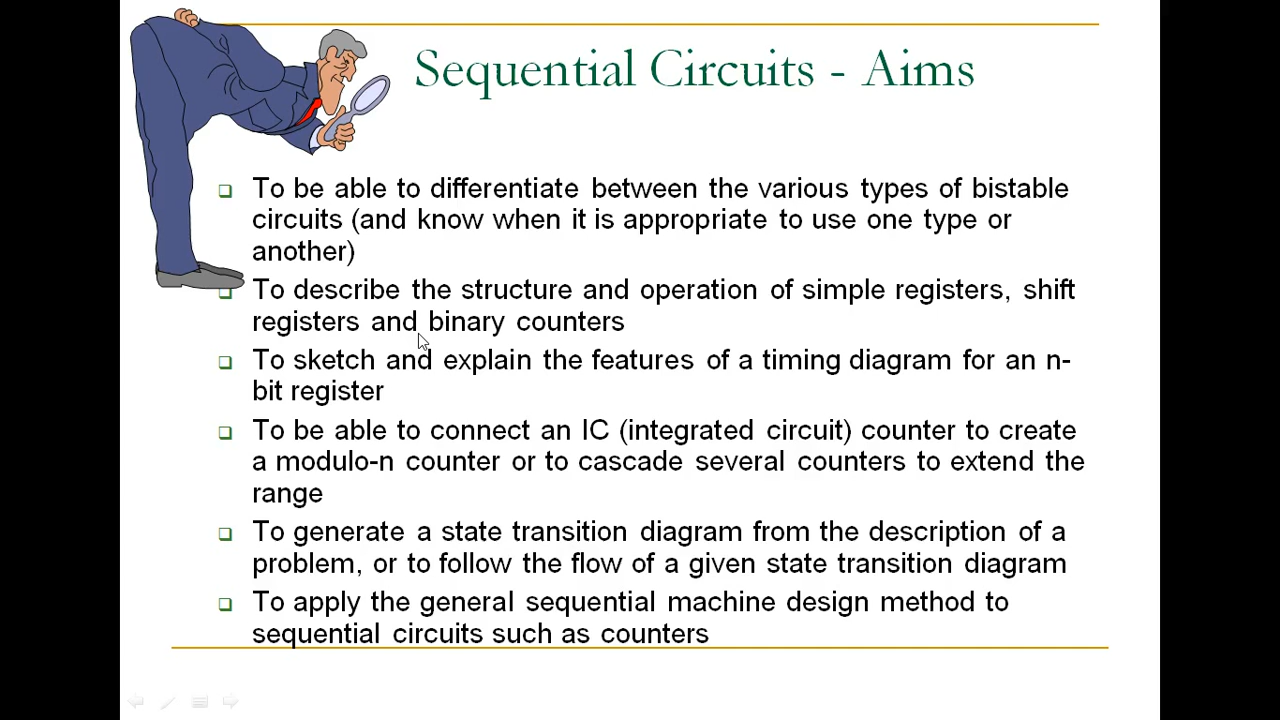 Sequential Circuits - Aims
To be able to differentiate between the various types of bistable
circuits (and know when it is appropriate to use one type or
another)
To describe the structure and operation of simple registers, shift
registers and binary counters
To sketch and explain the features of a timing diagram for an n-
bit register
To be able to connect an IC (integrated circuit) counter to create
a modulo-n counter or to cascade several counters to extend the
range
To generate a state transition diagram from the description of a
problem, or to follow the flow of a given state transition diagram
To apply the general sequential machine design method to
sequential circuits such as counters